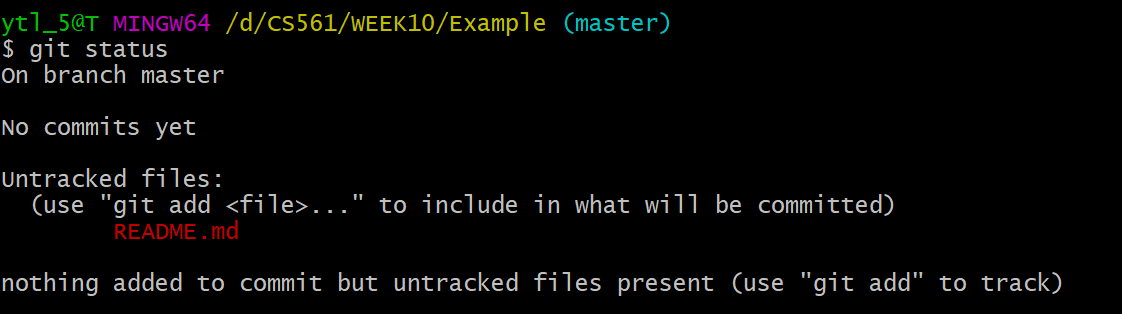 ytl_5@T MINGW64 /d/CS561/WEEK10/Example (master)
$ git status
On branch master
No commits yet
Untracked files:
  (use "git add <file>..." to include in what will be committed)
        README.md
nothing added to commit but untracked files present (use "git add" to track)